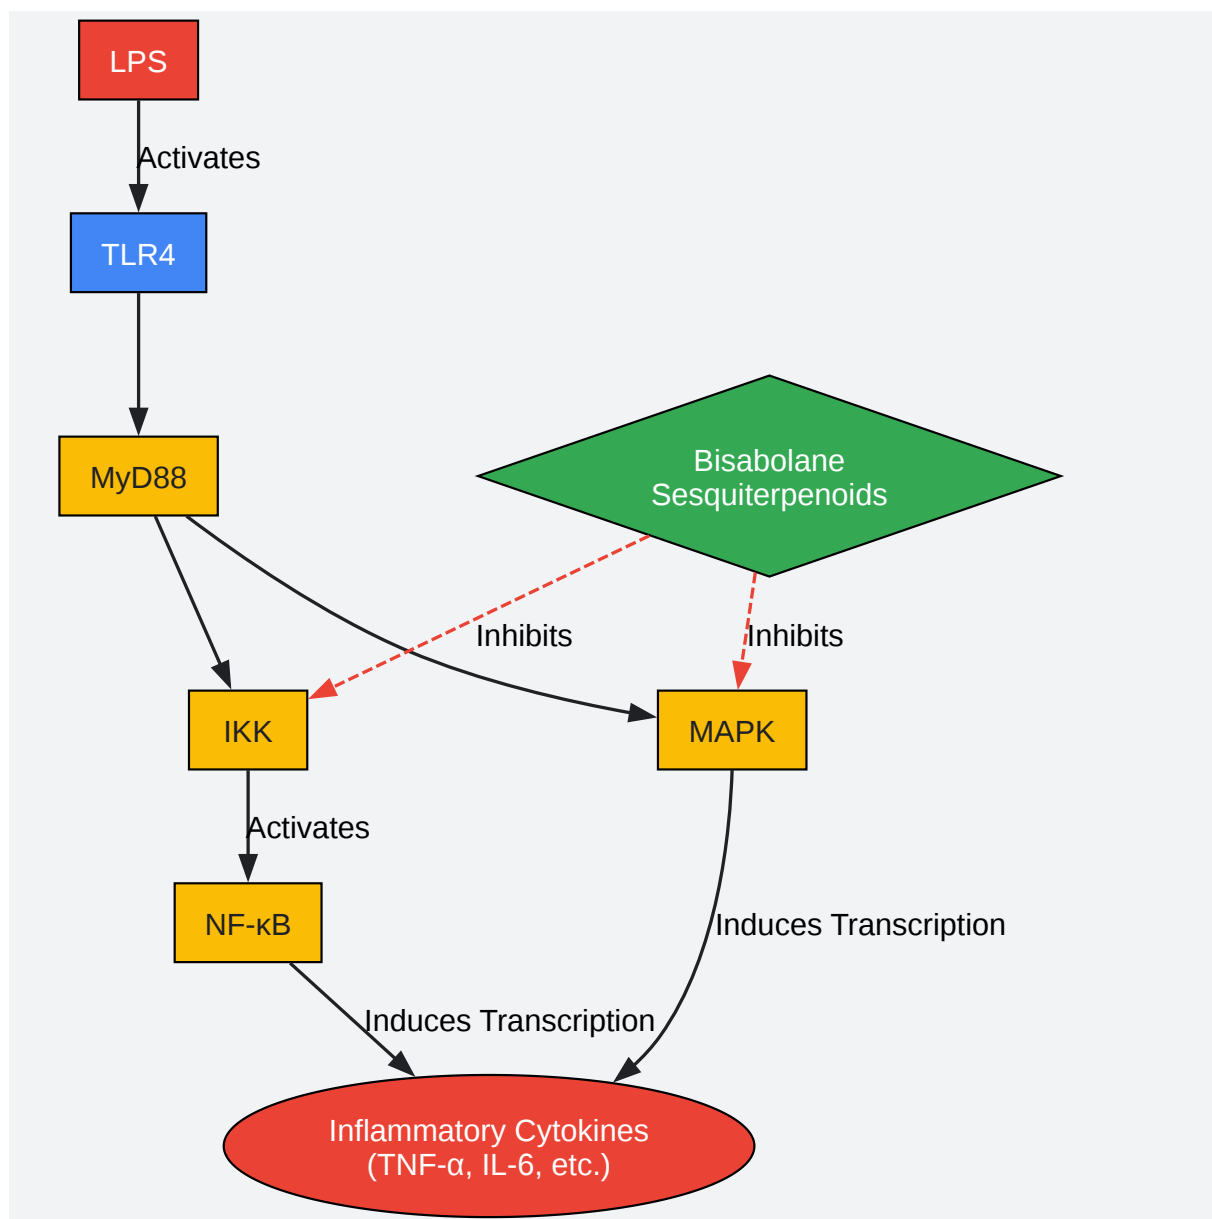 LPS
Activates
TLR4
MyD88
Bisabolane
Sesquiterpenoids
Inhibits
Inhibits
IKK
MAPK
Activates
NF-κB
Induces Transcription
Induces Transcription
Inflammatory Cytokines
(TNF-α, IL-6, etc.)